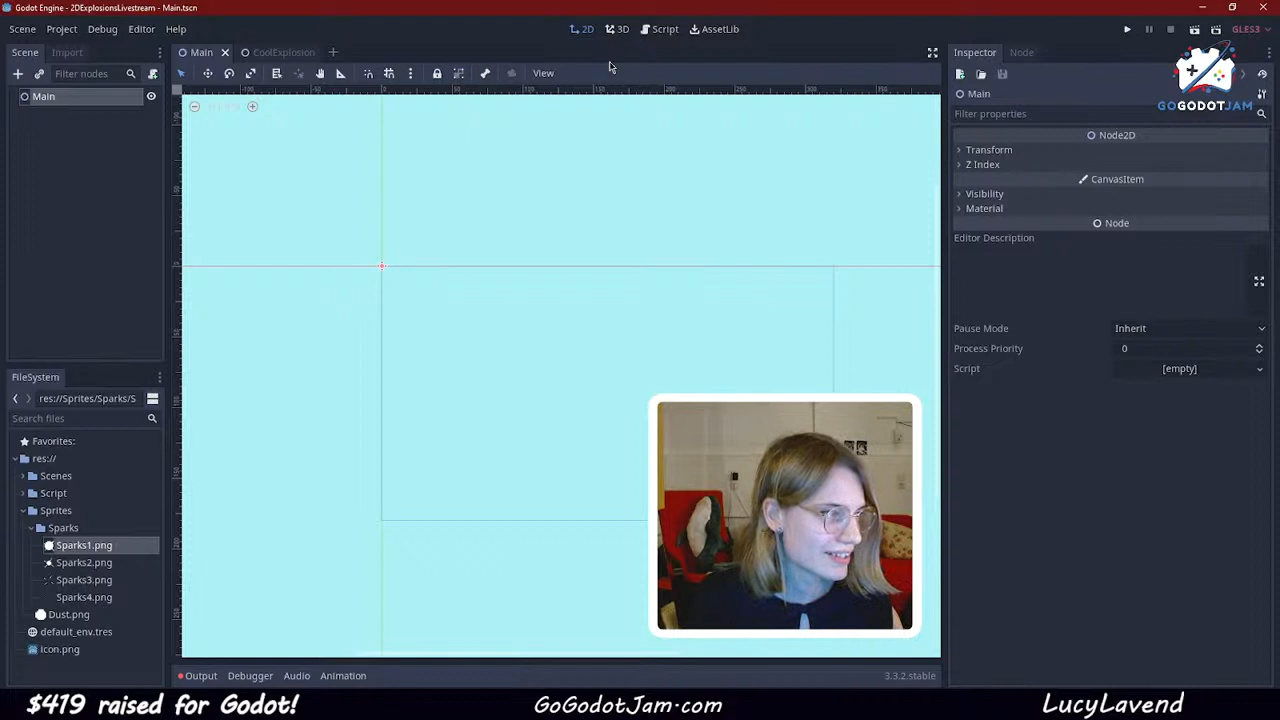 Godot Engine - 2DExplosionsLivestream - Main.tscn
Scene Project Debug Editor Help
2D 3D Script AssetLib
GLES3
Scene Import
Main CoolExplosion
Inspector Node
Filter nodes
View
Main
Main
GOGODOTJAM
Filter properties
Node2D
Transform
Z Index
CanvasItem
Visibility
Material
Node
Editor Description
Pause Mode Inherit
Process Priority 0
Script [empty]
FileSystem
res://Sprites/Sparks/S
Search files
Favorites:
res://
Scenes
Script
Sprites
Sparks
Sparks1.png
Sparks2.png
Sparks3.png
Sparks4.png
Dust.png
default_env.tres
icon.png
Output Debugger Audio Animation
3.3.2.stable
$419 raised for Godot! GoGodotJam.com LucyLavend